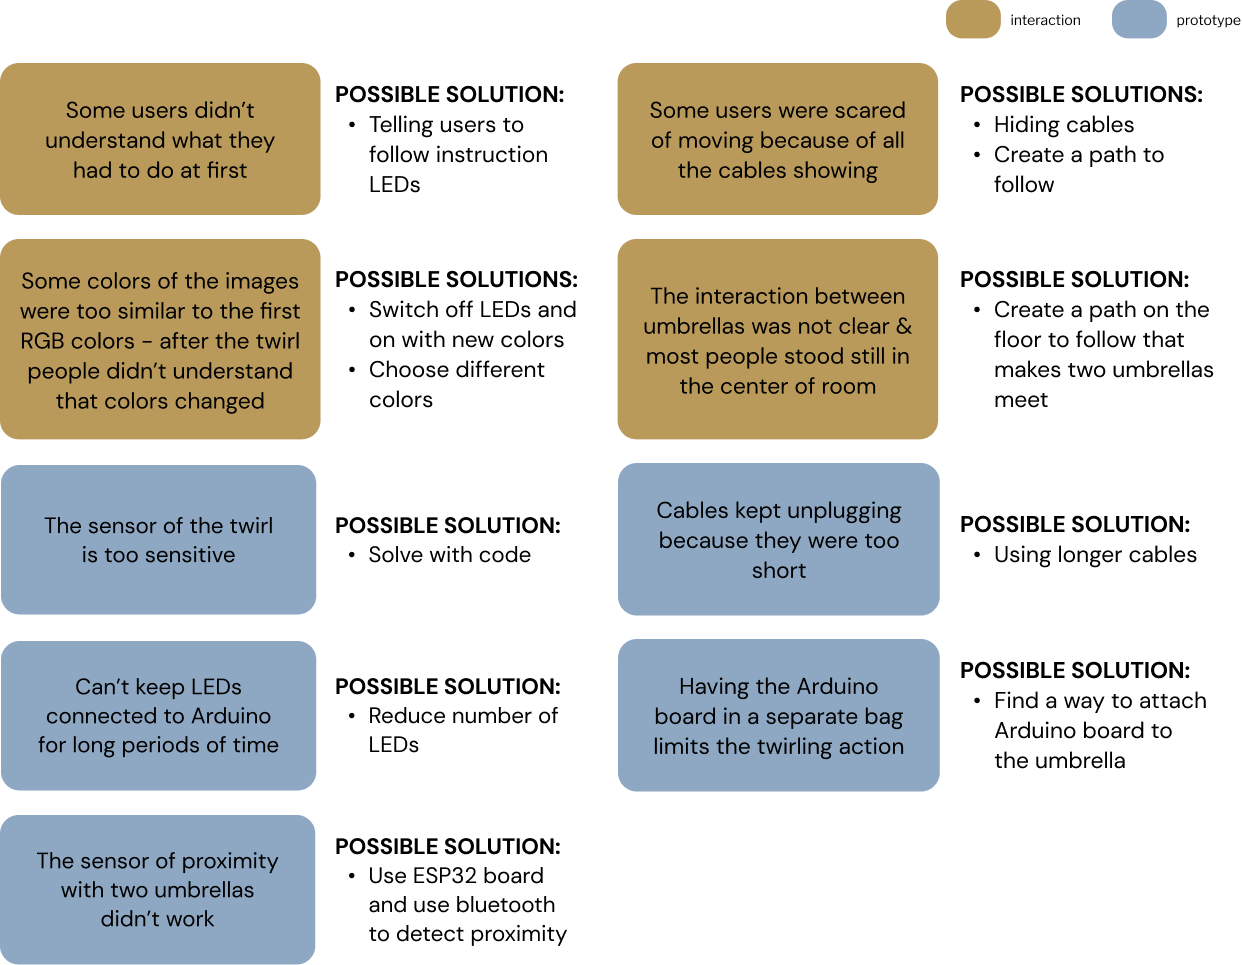 interaction
prototype
Some users didn’t
understand what they
had to do at first
POSSIBLE SOLUTION:
• Telling users to
follow instruction
LEDs
Some users were scared
of moving because of all
the cables showing
POSSIBLE SOLUTIONS:
• Hiding cables
• Create a path to
follow
Some colors of the images
were too similar to the first
RGB colors - after the twirl
people didn’t understand
that colors changed
POSSIBLE SOLUTIONS:
• Switch off LEDs and
on with new colors
• Choose different
colors
The interaction between
umbrellas was not clear &
most people stood still in
the center of room
POSSIBLE SOLUTION:
• Create a path on the
floor to follow that
makes two umbrellas
meet
The sensor of the twirl
is too sensitive
POSSIBLE SOLUTION:
• Solve with code
Cables kept unplugging
because they were too
short
POSSIBLE SOLUTION:
• Using longer cables
Can’t keep LEDs
connected to Arduino
for long periods of time
POSSIBLE SOLUTION:
• Reduce number of
LEDs
Having the Arduino
board in a separate bag
limits the twirling action
POSSIBLE SOLUTION:
• Find a way to attach
Arduino board to
the umbrella
The sensor of proximity
with two umbrellas
didn’t work
POSSIBLE SOLUTION:
• Use ESP32 board
and use bluetooth
to detect proximity